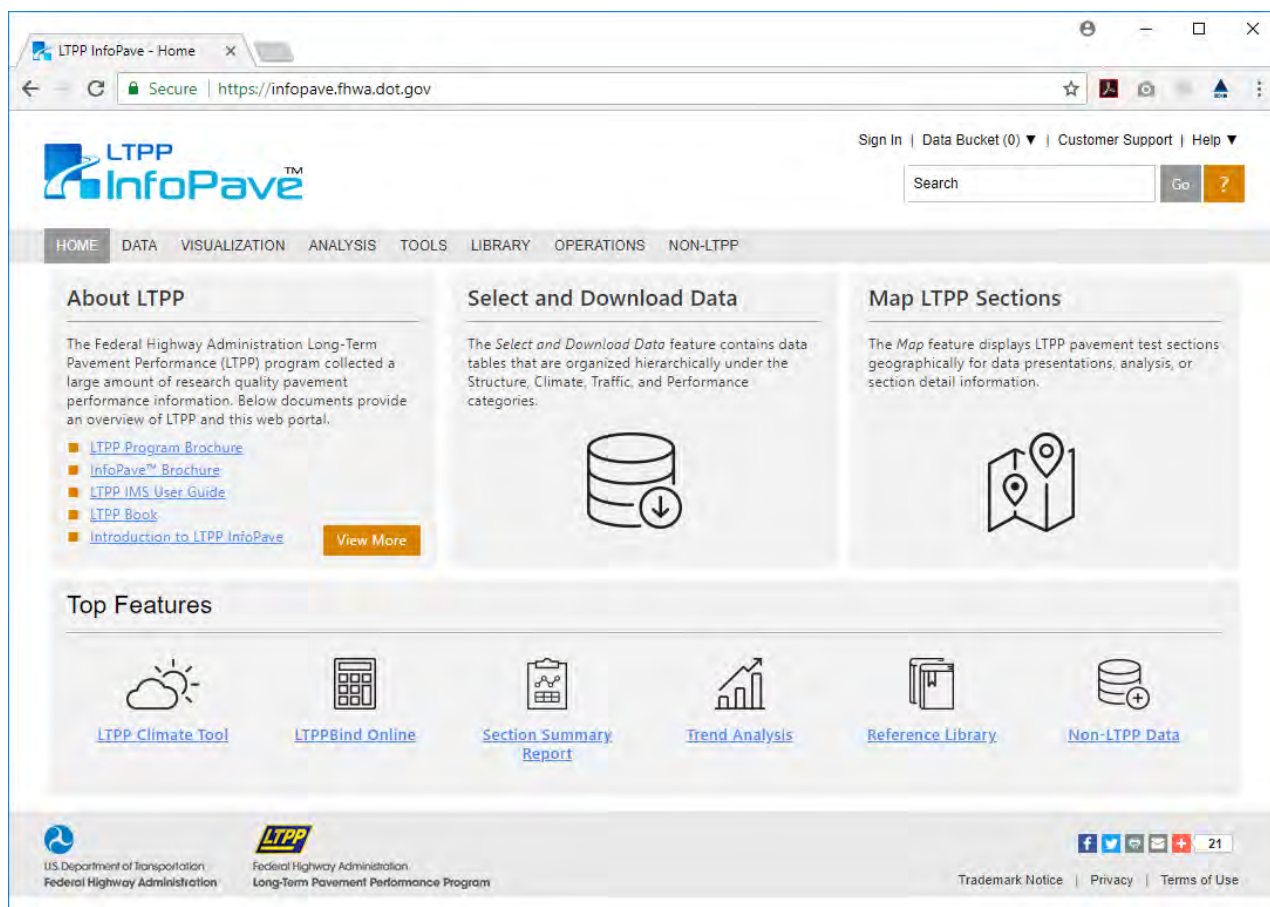 LTPP InfoPave - Home
Secure | https://infopave.fhwa.dot.gov
Sign In | Data Bucket (0) ▼ | Customer Support | Help ▼
LTPP
InfoPave™
Search Go ?
HOME DATA VISUALIZATION ANALYSIS TOOLS LIBRARY OPERATIONS NON-LTPP
About LTPP
The Federal Highway Administration Long-Term
Pavement Performance (LTPP) program collected a
large amount of research quality pavement
performance information. Below documents provide
an overview of LTPP and this web portal.
LTPP Program Brochure
InfoPave™ Brochure
LTPP IMS User Guide
LTPP Book
Introduction to LTPP InfoPave
View More
Select and Download Data
The Select and Download Data feature contains data
tables that are organized hierarchically under the
Structure, Climate, Traffic, and Performance
categories.
Map LTPP Sections
The Map feature displays LTPP pavement test sections
geographically for data presentations, analysis, or
section detail information.
Top Features
LTPP Climate Tool
LTPPBind Online
Section Summary
Report
Trend Analysis
Reference Library
Non-LTPP Data
U.S. Department of Transportation
Federal Highway Administration
LTPP
Federal Highway Administration
Long-Term Pavement Performance Program
21
Trademark Notice | Privacy | Terms of Use